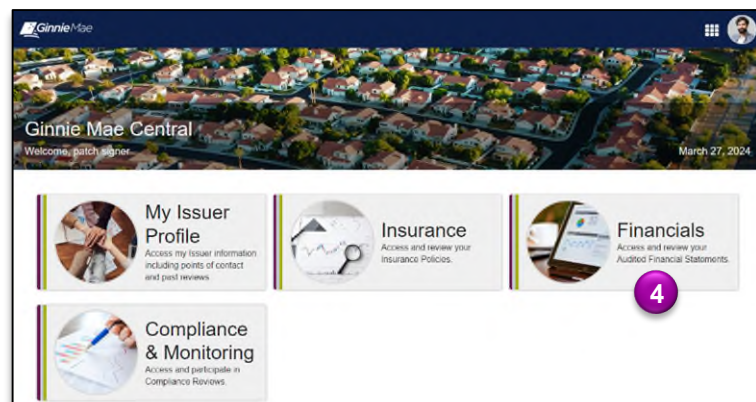 GinnieMae
Ginnie Mae Central
Welcome, patch signer
March 27, 2024
My Issuer
Profile
Access my issuer information
including points of contact
and past reviews.
Insurance
Access and review your
Insurance Policies.
Financials
Access and review your
Audited Financial Statements.
4
Compliance
& Monitoring
Access and participate in
Compliance Reviews.